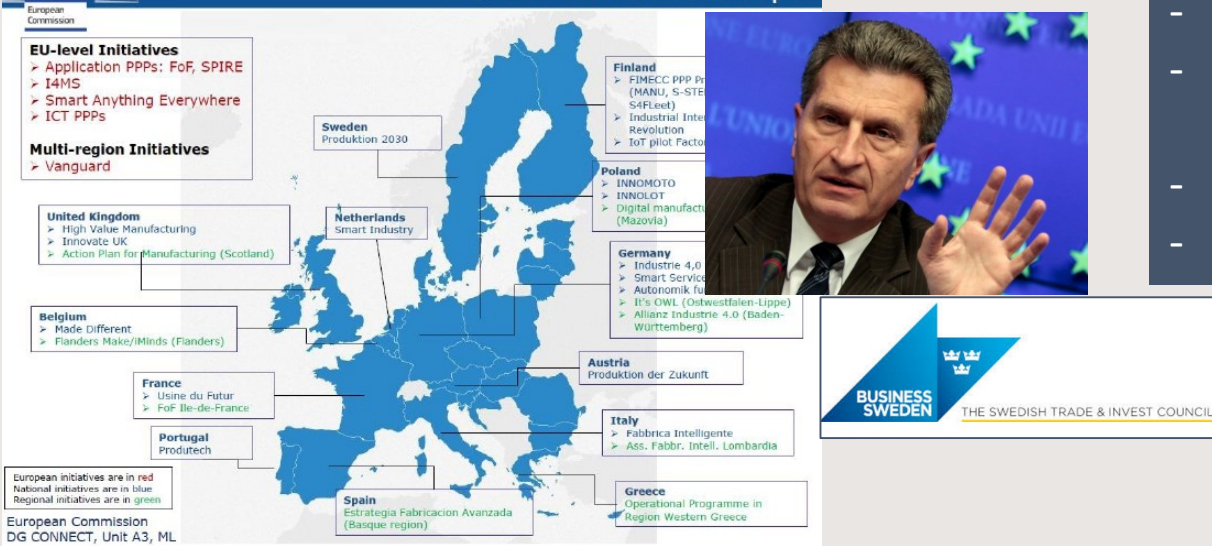 European
Commission
EU-level Initiatives
➢ Application PPPs: FoF, SPIRE
➢ I4MS
➢ Smart Anything Everywhere
➢ ICT PPPs
Multi-region Initiatives
➢ Vanguard
Sweden
Produktion 2030
Finland
➢ FIMECC PPP
(MANU,
S4FLeet)
➢ Industrial
Revolution
➢ IoT pilot
Poland
➢ INNOMOTO
➢ INNOLOT
➢ Digital
(Mazovia)
United Kingdom
➢ High Value Manufacturing
➢ Innovate UK
➢ Action Plan for Manufacturing (Scotland)
Netherlands
Smart Industry
Germany
➢ Industrie 4,0
➢ Smart Service
➢ Autonomik
➢ It's OWL (Ostwestfalen-Lippe)
➢ Allianz Industrie 4.0 (Baden-
Württemberg)
Belgium
➢ Made Different
➢ Flanders Make/iMinds (Flanders)
Austria
Produktion der Zukunft
France
➢ Usine du Futur
➢ FoF Ile-de-France
Italy
➢ Fabbrica Intelligente
➢ Ass. Fabbr. Intell. Lombardia
Portugal
Produtech
Spain
Estrategia Fabricacion Avanzada
(Basque region)
Greece
Operational Programme in
Region Western Greece
European initiatives are in red
National initiatives are in blue
Regional initiatives are in green
European Commission
DG CONNECT, Unit A3, ML
BUSINESS
SWEDEN
THE SWEDISH TRADE & INVEST COUNCIL